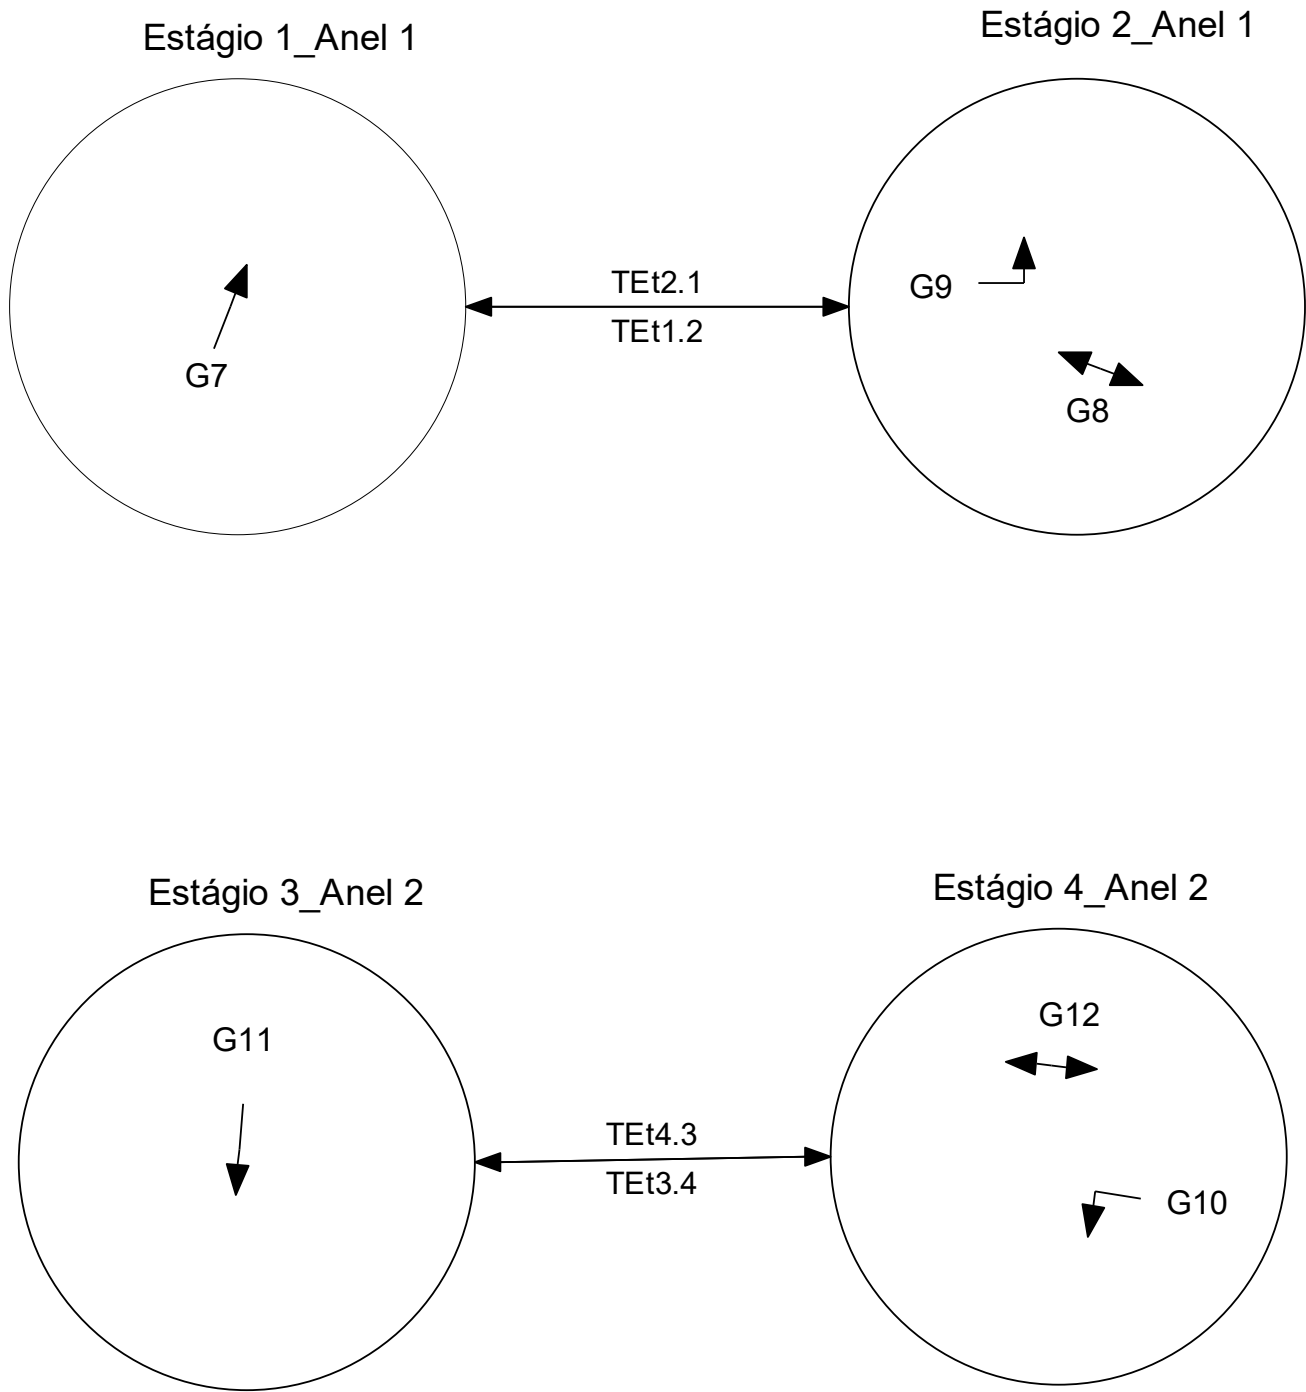 Estágio 1_Anel 1
Estágio 2_Anel 1
TEt2.1
TEt1.2
G7
G9
G8
Estágio 3_Anel 2
Estágio 4_Anel 2
G11
TEt4.3
TEt3.4
G12
G10